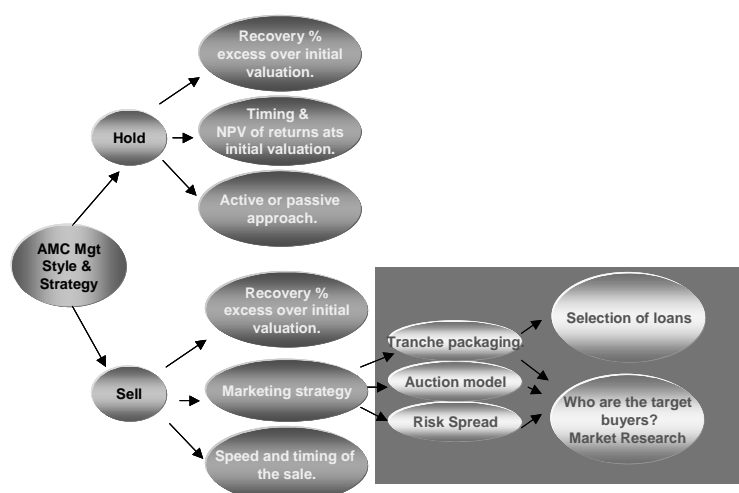 Recovery %
excess over initial
valuation.
Timing &
NPV of returns ats
initial valuation.
Hold
Active or passive
approach.
AMC Mgt
Style &
Strategy
Recovery %
excess over initial
valuation.
Sell
Marketing strategy
Speed and timing of
the sale.
Tranche packaging.
Auction model
Risk Spread
Selection of loans
Who are the target
buyers?
Market Research